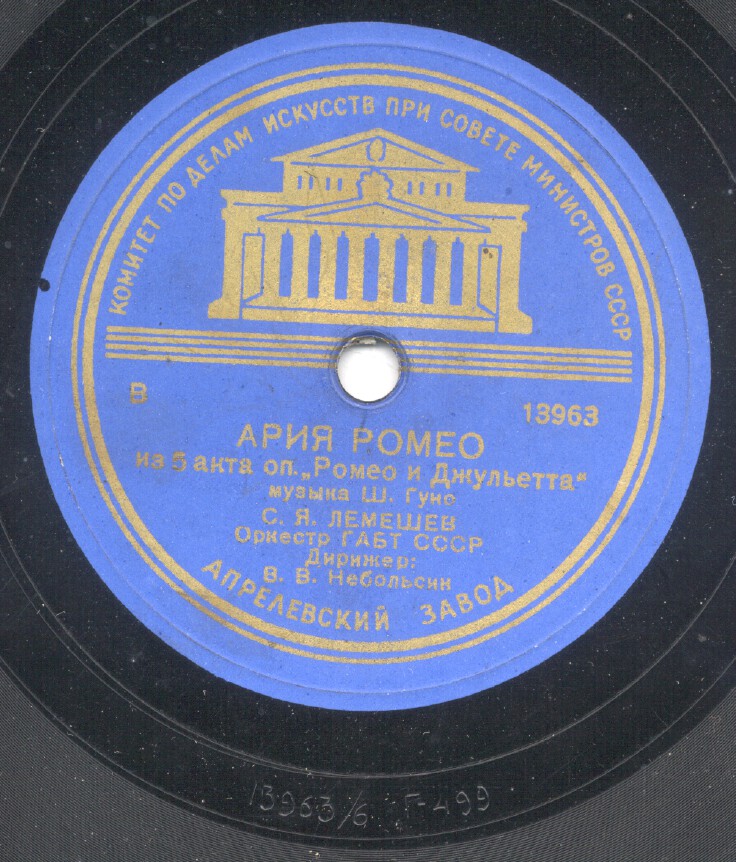 КОМИТЕТ ПО ДЕЛАМ ИСКУССТВ ПРИ СОВЕТЕ МИНИСТРОВ СССР
В
13963
АРИЯ РОМЕО
из 5 акта оп. „Ромео и Джульетта“
музыка Ш. Гуно
С. Я. ЛЕМЕШЕВ
Оркестр ГАБТ СССР
Дирижер:
В. В. Небольсин
АПРЕЛЕВСКИЙ ЗАВОД
13963/6 Г-499